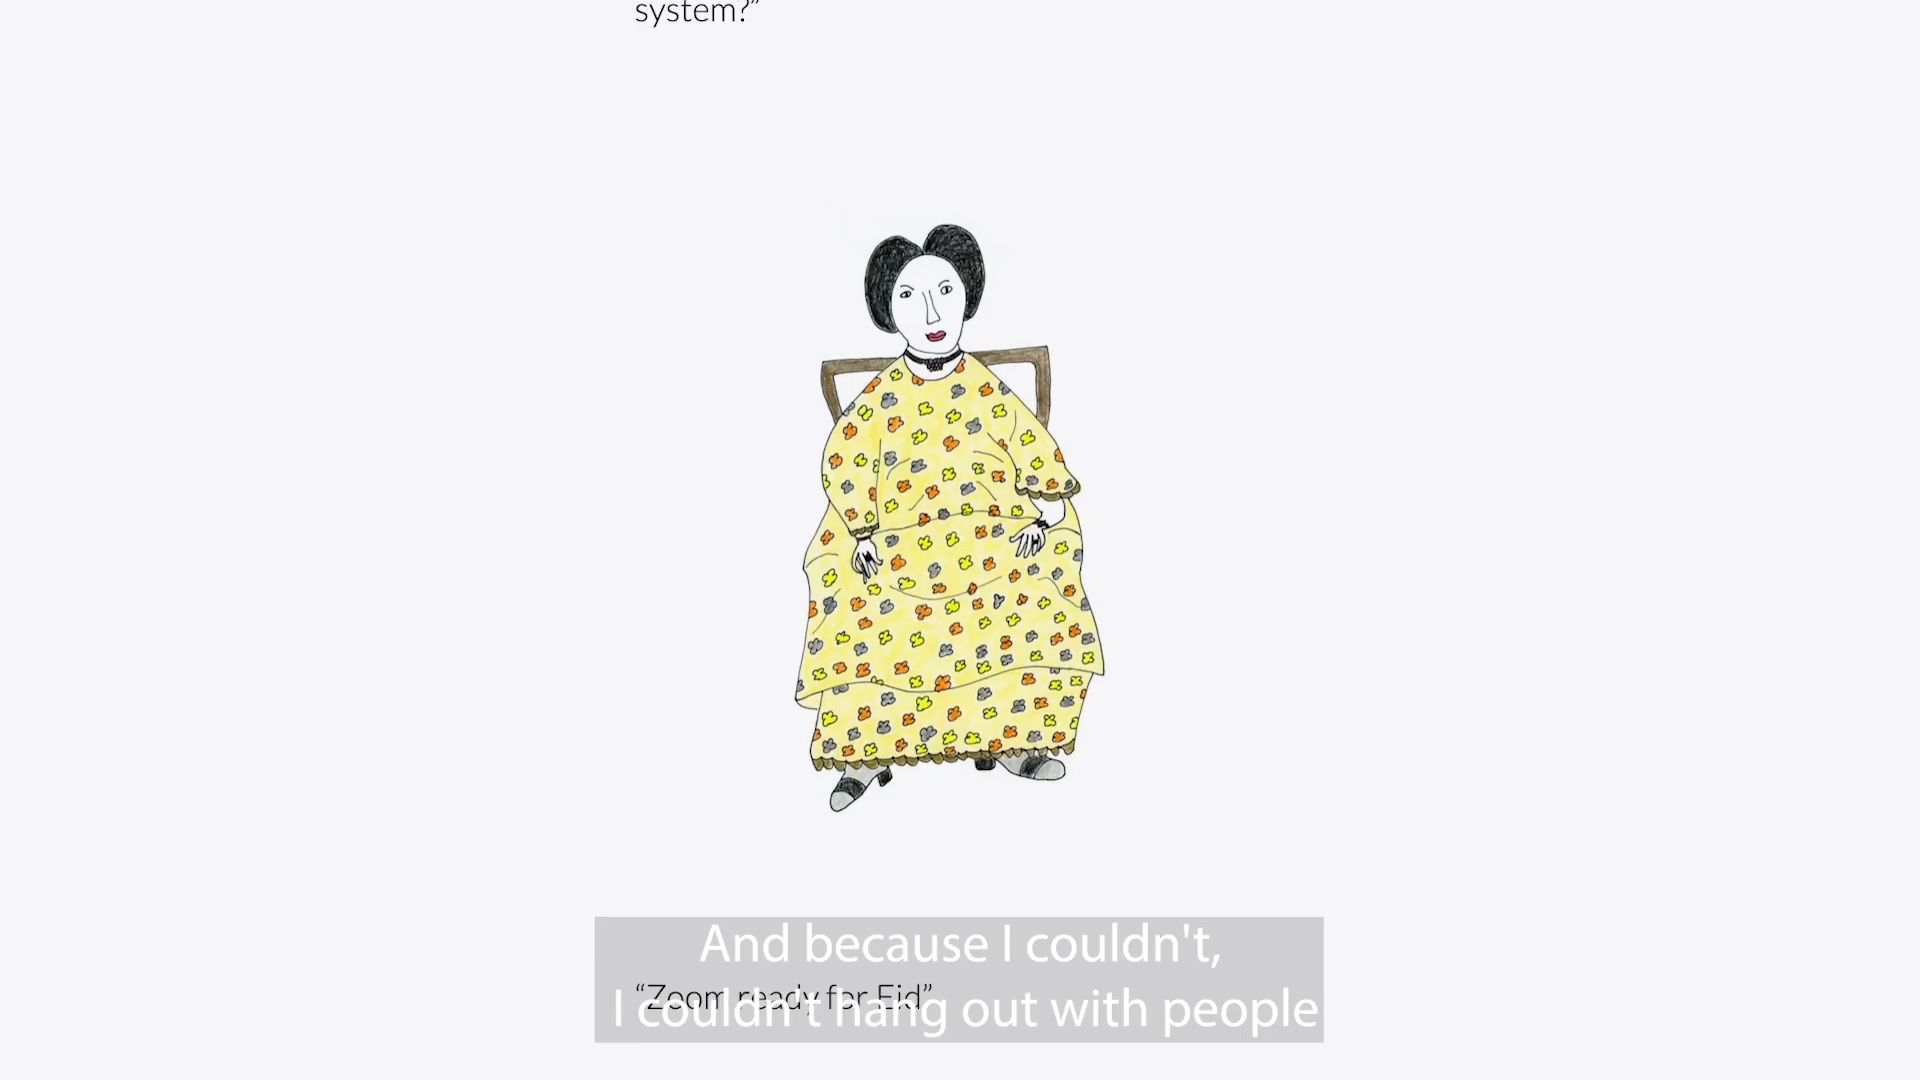 system?”
And because I couldn't,
“Zoom ready for Eid”
I couldn't hang out with people